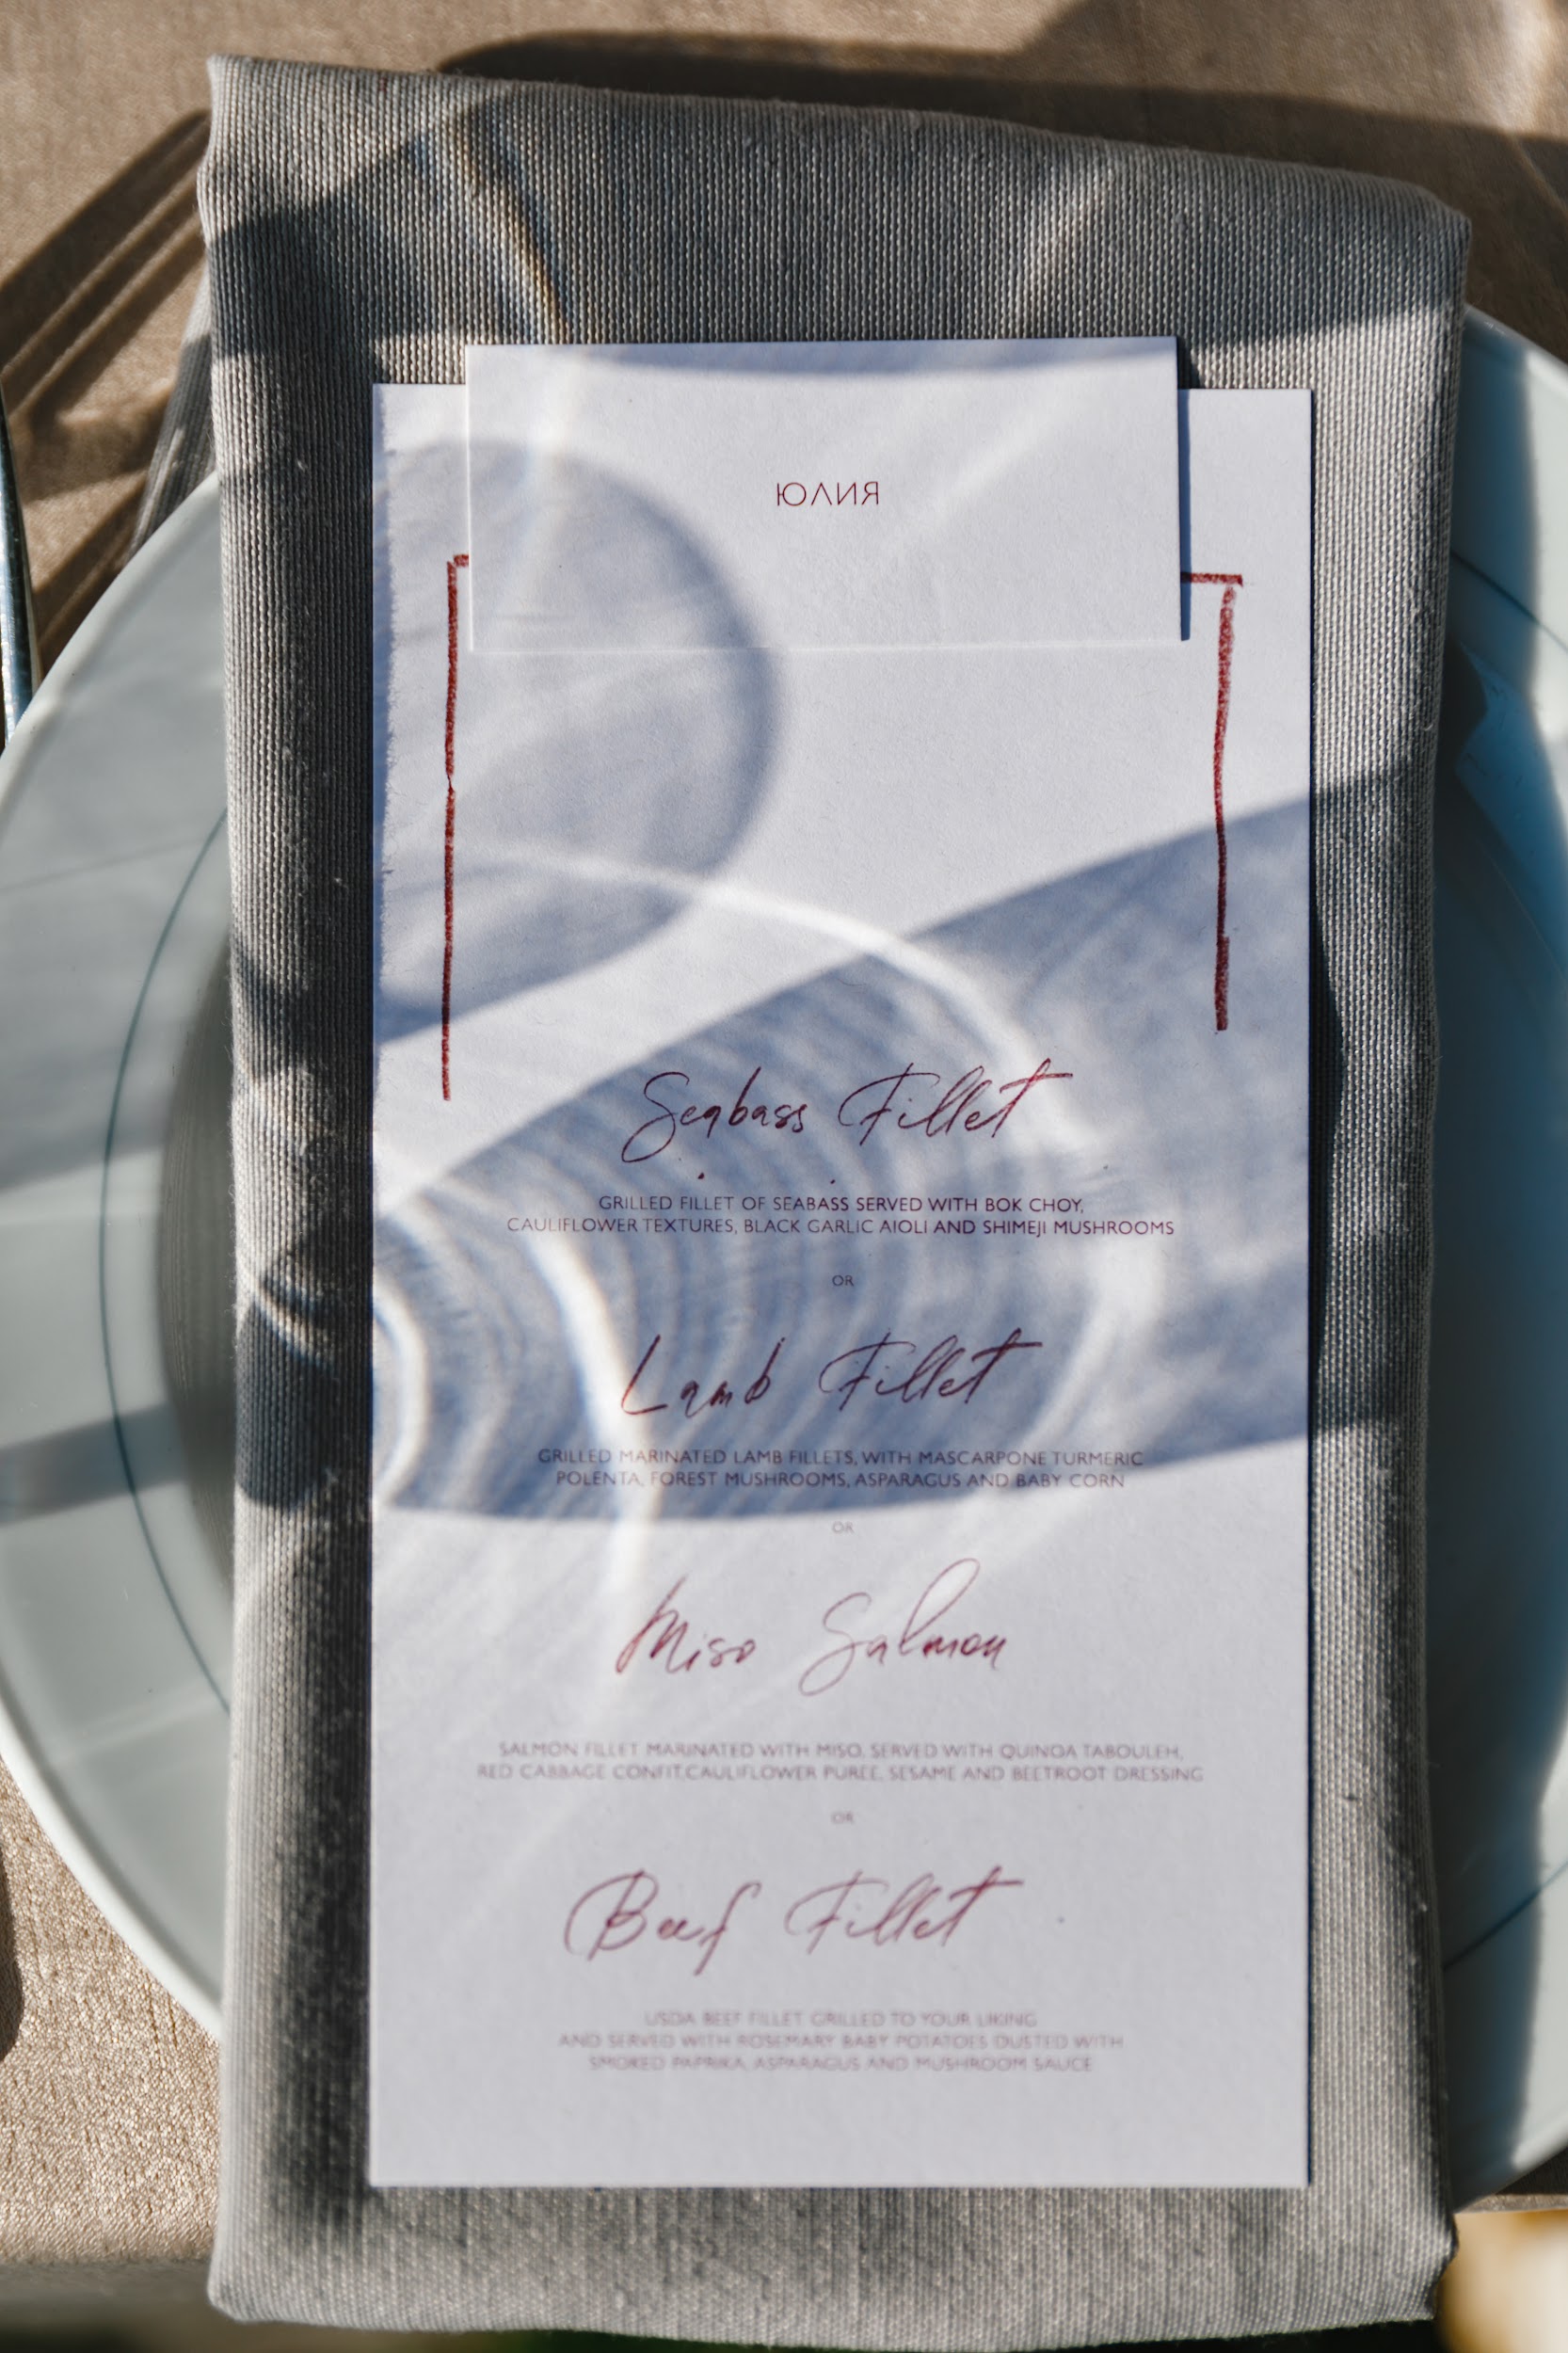 ЮЛИЯ
Seabass Fillet
GRILLED FILLET OF SEABASS SERVED WITH BOK CHOY,
CAULIFLOWER TEXTURES, BLACK GARLIC AIOLI AND SHIMEJI MUSHROOMS
OR
Lamb Fillet
GRILLED MARINATED LAMB FILLETS, WITH MASCARPONE TURMERIC
POLENTA, FOREST MUSHROOMS, ASPARAGUS AND BABY CORN
OR
Miso Salmon
SALMON FILLET MARINATED WITH MISO, SERVED WITH QUINOA TABOULEH,
RED CABBAGE CONFIT,CAULIFLOWER PUREE, SESAME AND BEETROOT DRESSING
OR
Beef Fillet
USDA BEEF FILLET GRILLED TO YOUR LIKING
AND SERVED WITH ROSEMARY BABY POTATOES DUSTED WITH
SMOKED PAPRIKA, ASPARAGUS AND MUSHROOM SAUCE